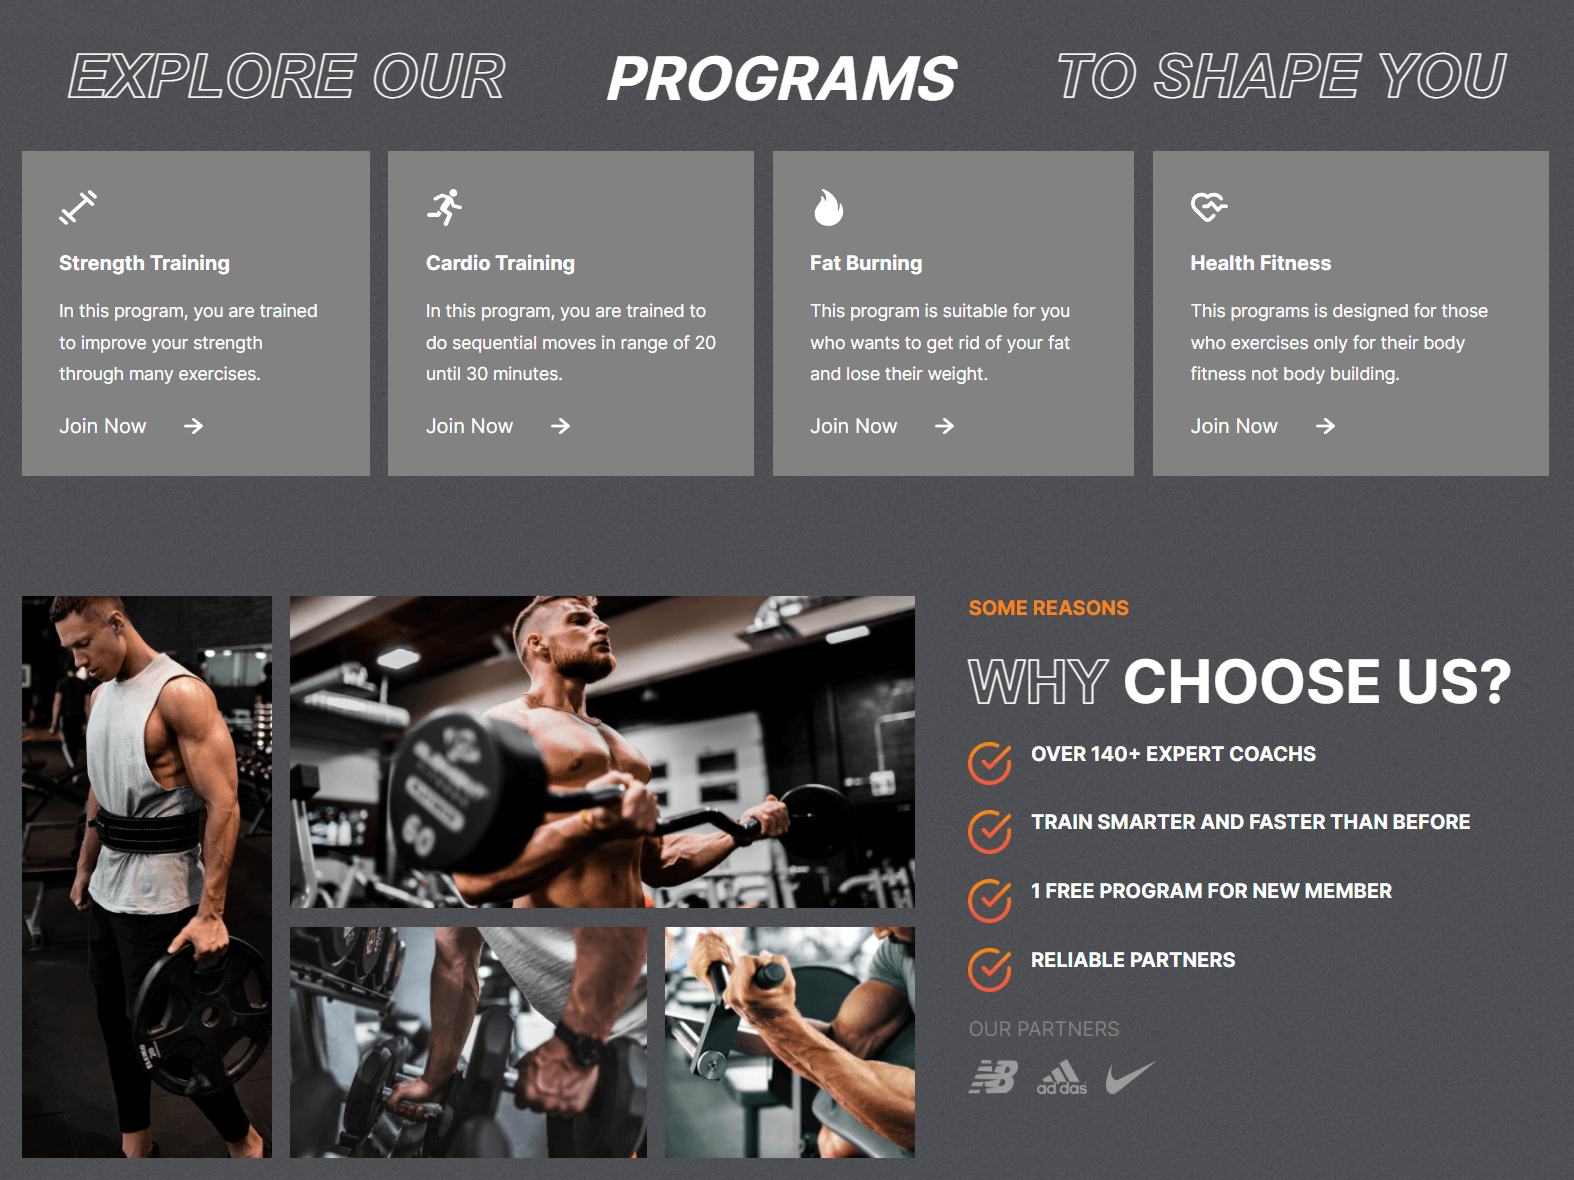 EXPLORE OUR PROGRAMS TO SHAPE YOU
Strength Training
In this program, you are trained
to improve your strength
through many exercises.
Join Now
Cardio Training
In this program, you are trained to
do sequential moves in range of 20
until 30 minutes.
Join Now
Fat Burning
This program is suitable for you
who wants to get rid of your fat
and lose their weight.
Join Now
Health Fitness
This programs is designed for those
who exercises only for their body
fitness not body building.
Join Now
60
SOME REASONS
WHY CHOOSE US?
OVER 140+ EXPERT COACHS
TRAIN SMARTER AND FASTER THAN BEFORE
1 FREE PROGRAM FOR NEW MEMBER
RELIABLE PARTNERS
OUR PARTNERS
NB
adidas